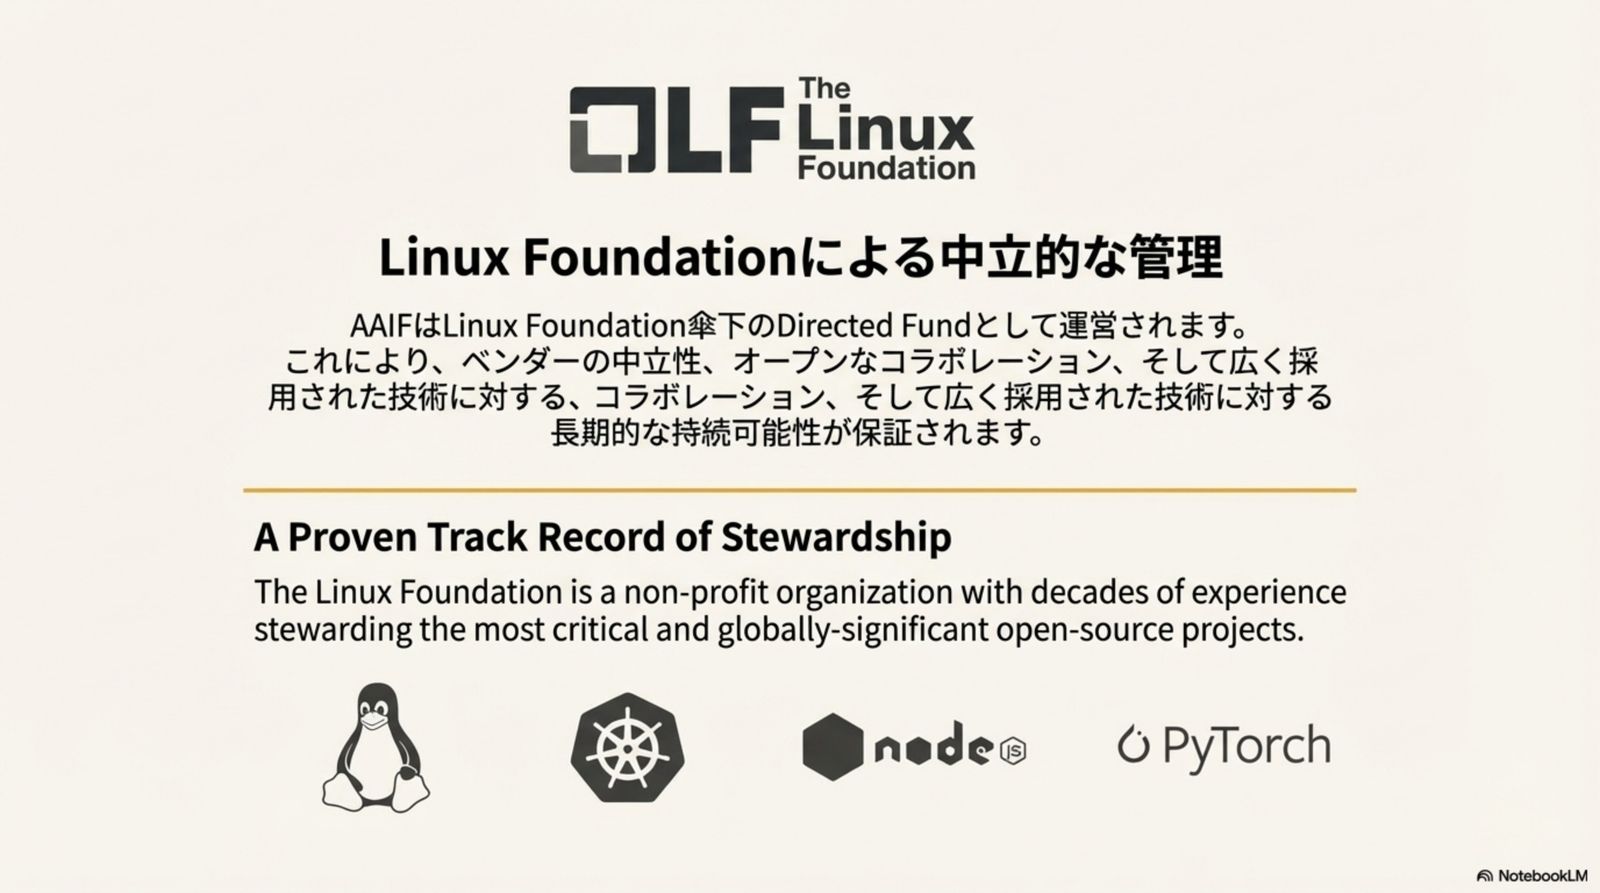 LF The Linux Foundation
Linux Foundationによる中立的な管理
AAIFはLinux Foundation傘下のDirected Fundとして運営されます。
これにより、ベンダーの中立性、オープンなコラボレーション、そして広く採
用された技術に対する、コラボレーション、そして広く採用された技術に対する
長期的な持続可能性が保証されます。
A Proven Track Record of Stewardship
The Linux Foundation is a non-profit organization with decades of experience
stewarding the most critical and globally-significant open-source projects.
node JS
PyTorch
NotebookLM